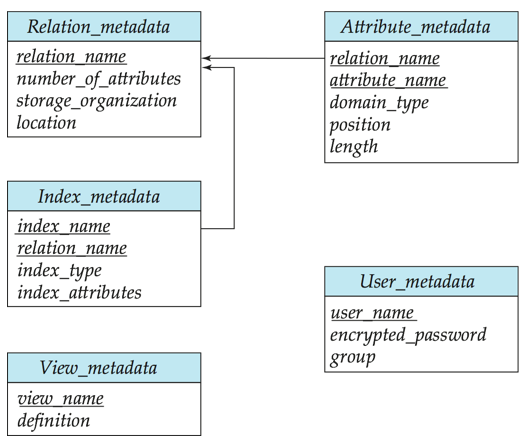 Relation_metadata
relation_name
number_of_attributes
storage_organization
location
Attribute_metadata
relation_name
attribute_name
domain_type
position
length
Index_metadata
index_name
relation_name
index_type
index_attributes
User_metadata
user_name
encrypted_password
group
View_metadata
view_name
definition